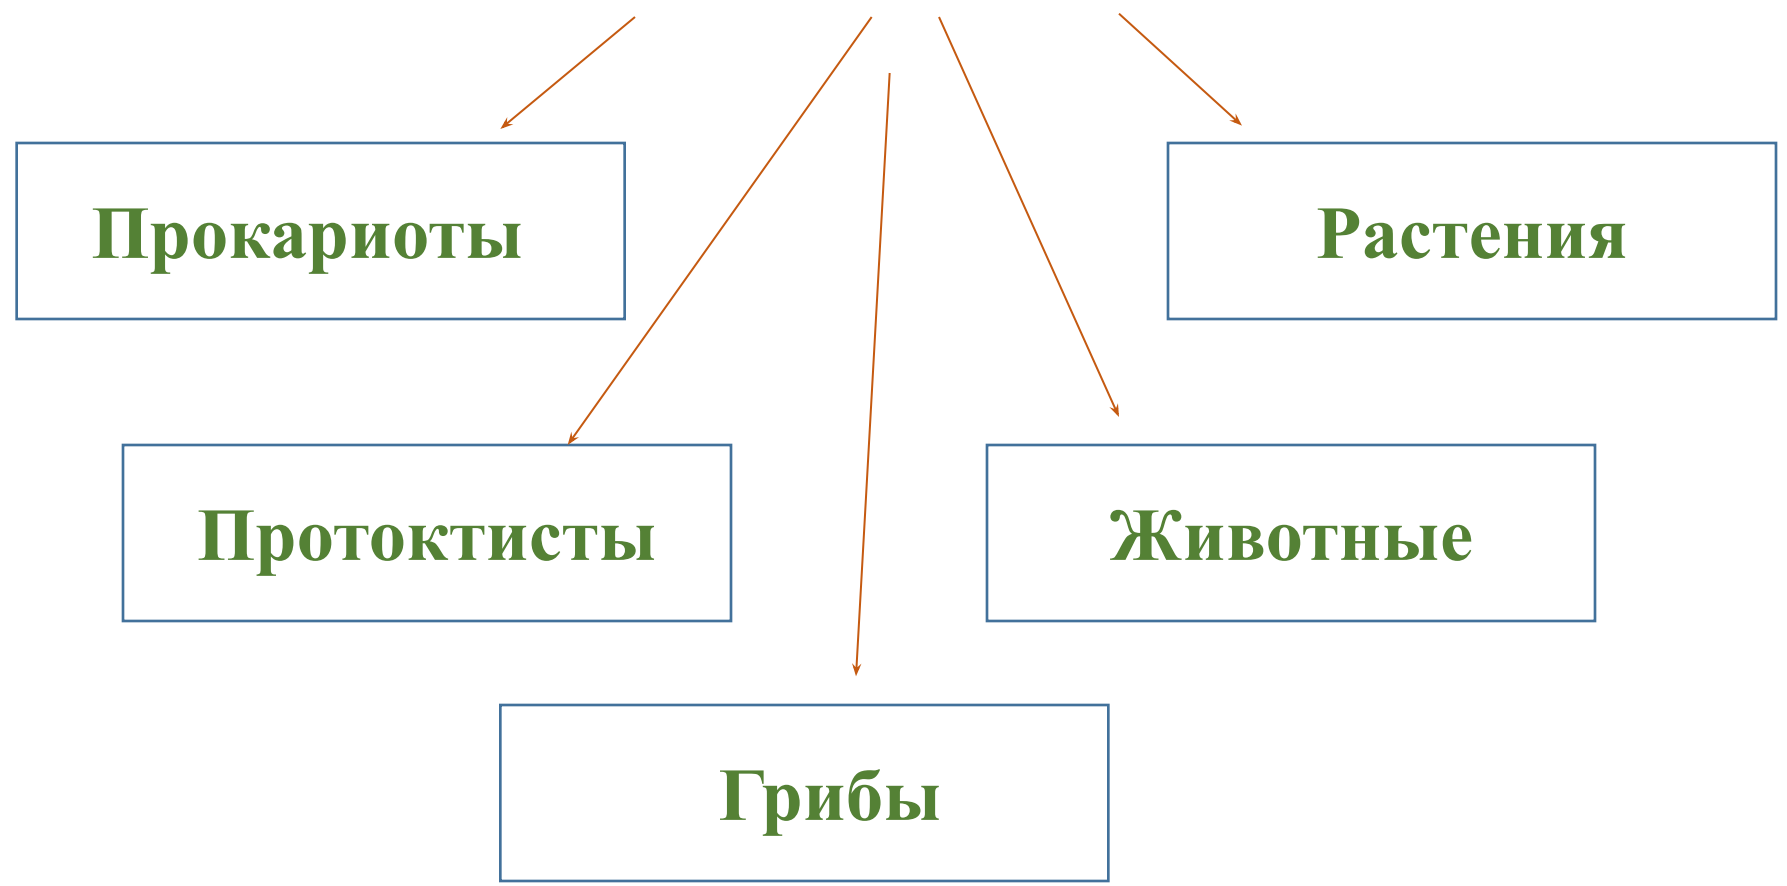 Прокариоты
Растения
Протоктисты
Животные
Грибы